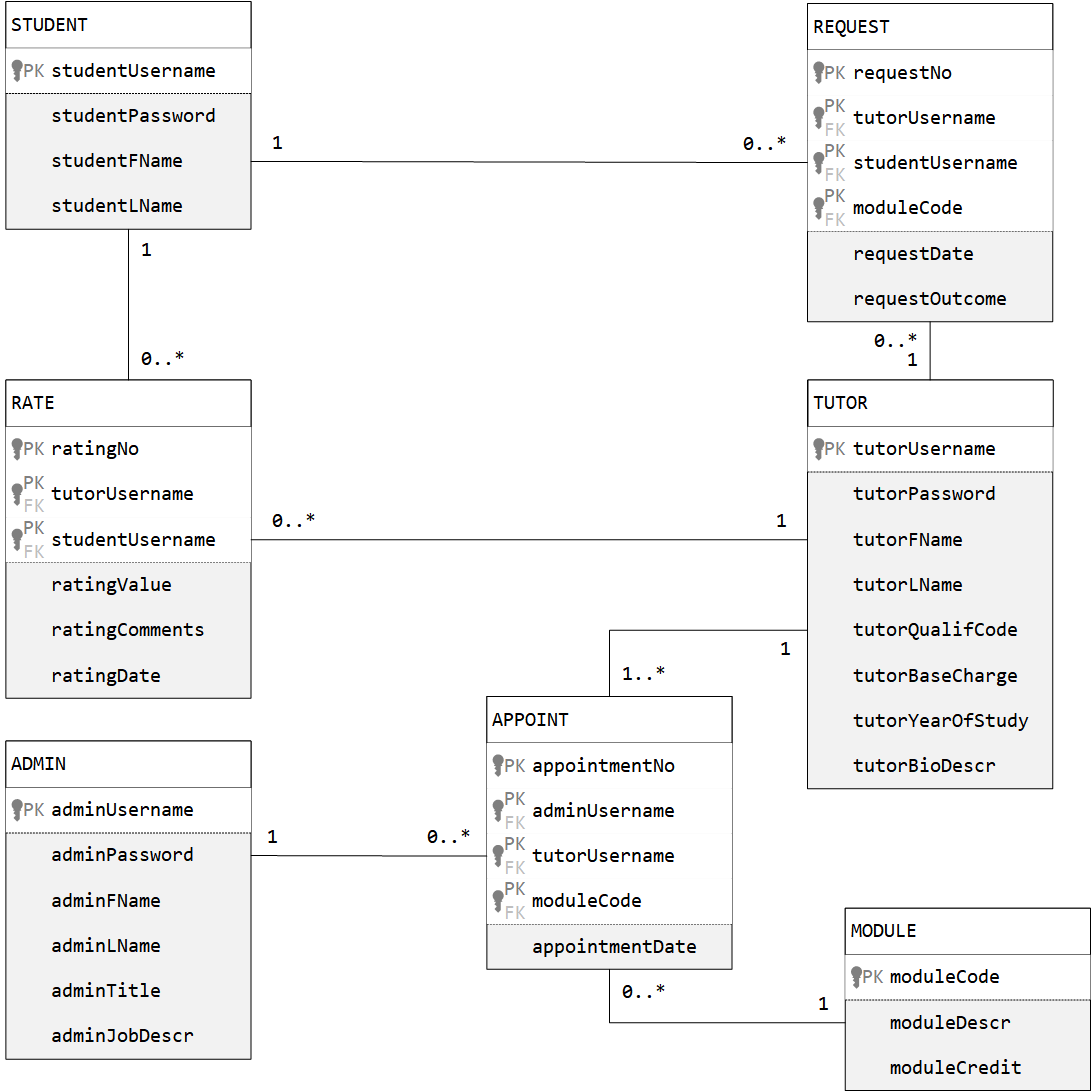 STUDENT
PK studentUsername
studentPassword
studentFName
studentLName
1
0..*
REQUEST
PK requestNo
PK
FK
tutorUsername
PK
FK
studentUsername
PK
FK
moduleCode
requestDate
requestOutcome
1
0..*
0..*
1
RATE
PK ratingNo
PK
FK
tutorUsername
PK
FK
studentUsername
ratingValue
ratingComments
ratingDate
0..*
1
TUTOR
PK tutorUsername
tutorPassword
tutorFName
tutorLName
tutorQualifCode
tutorBaseCharge
tutorYearOfStudy
tutorBioDescr
1
1..*
ADMIN
PK adminUsername
adminPassword
adminFName
adminLName
adminTitle
adminJobDescr
1
0..*
APPOINT
PK appointmentNo
PK
FK
adminUsername
PK
FK
tutorUsername
PK
FK
moduleCode
appointmentDate
0..*
1
MODULE
PK moduleCode
moduleDescr
moduleCredit